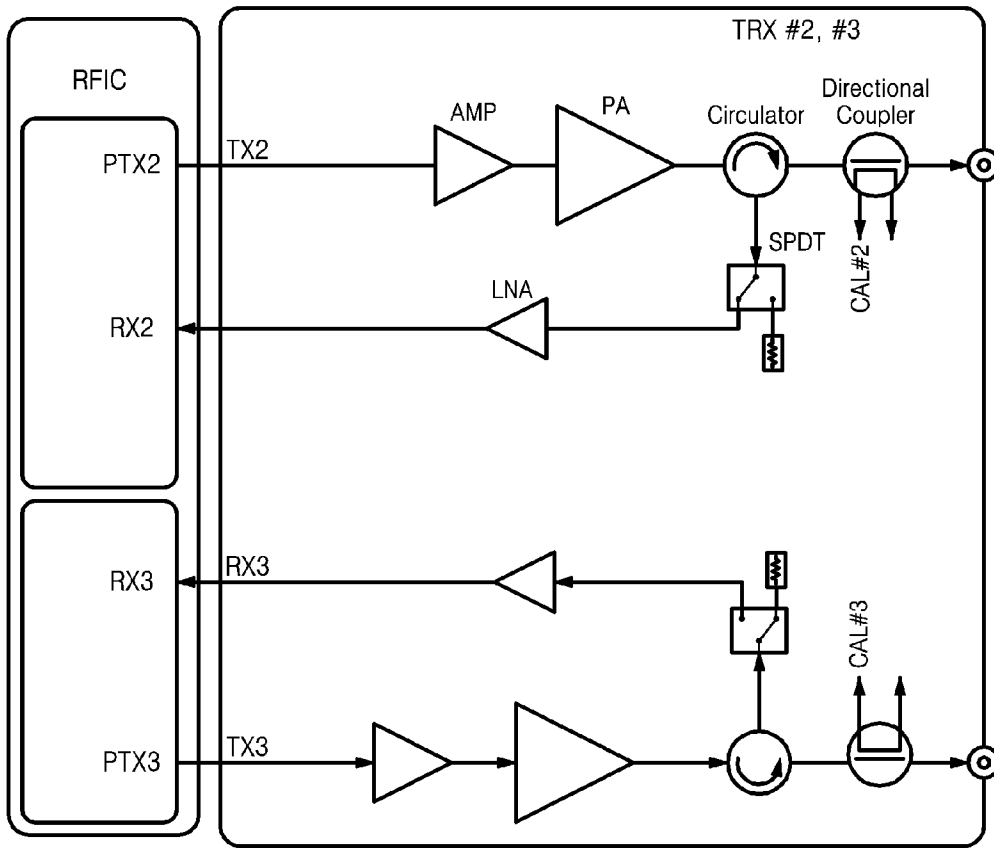 TRX #2, #3
RFIC
Directional
Coupler
AMP
PA
Circulator
PTX2
TX2
SPDT
CAL#2
LNA
RX2
RX3
RX3
CAL#3
PTX3
TX3